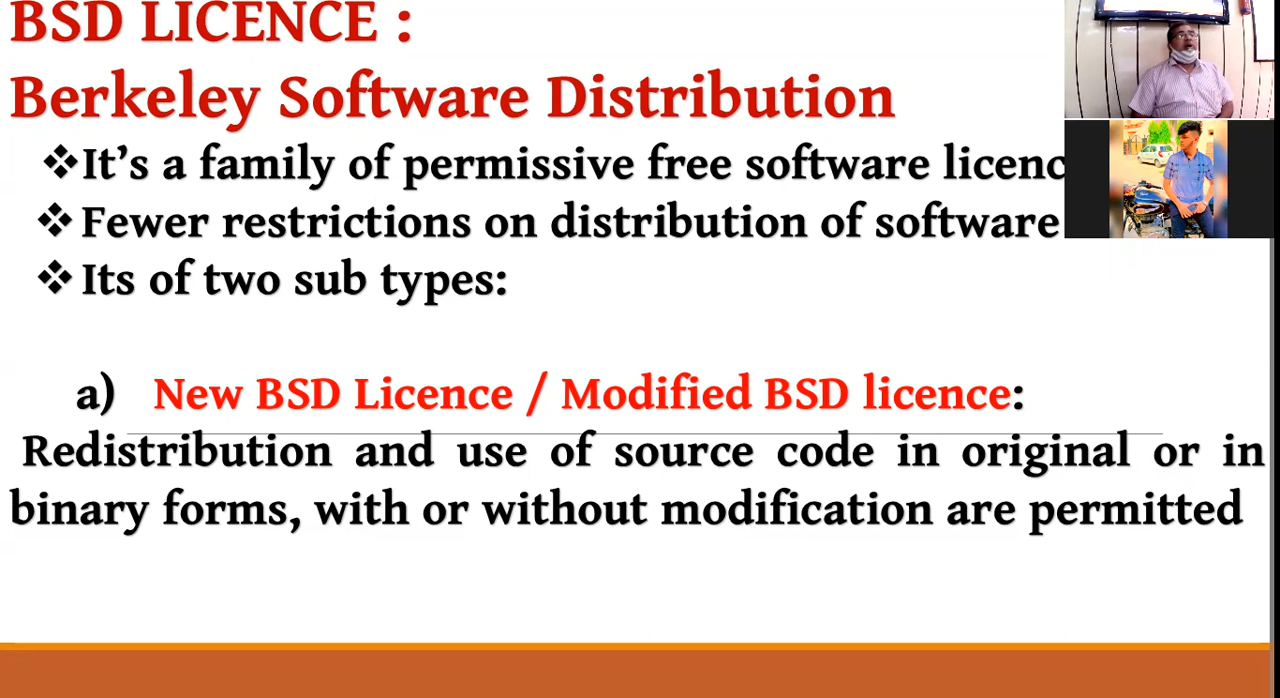 BSD LICENCE :
Berkeley Software Distribution
❖It’s a family of permissive free software licenc
❖Fewer restrictions on distribution of software
❖Its of two sub types:
a) New BSD Licence / Modified BSD licence:
Redistribution and use of source code in original or in
binary forms, with or without modification are permitted